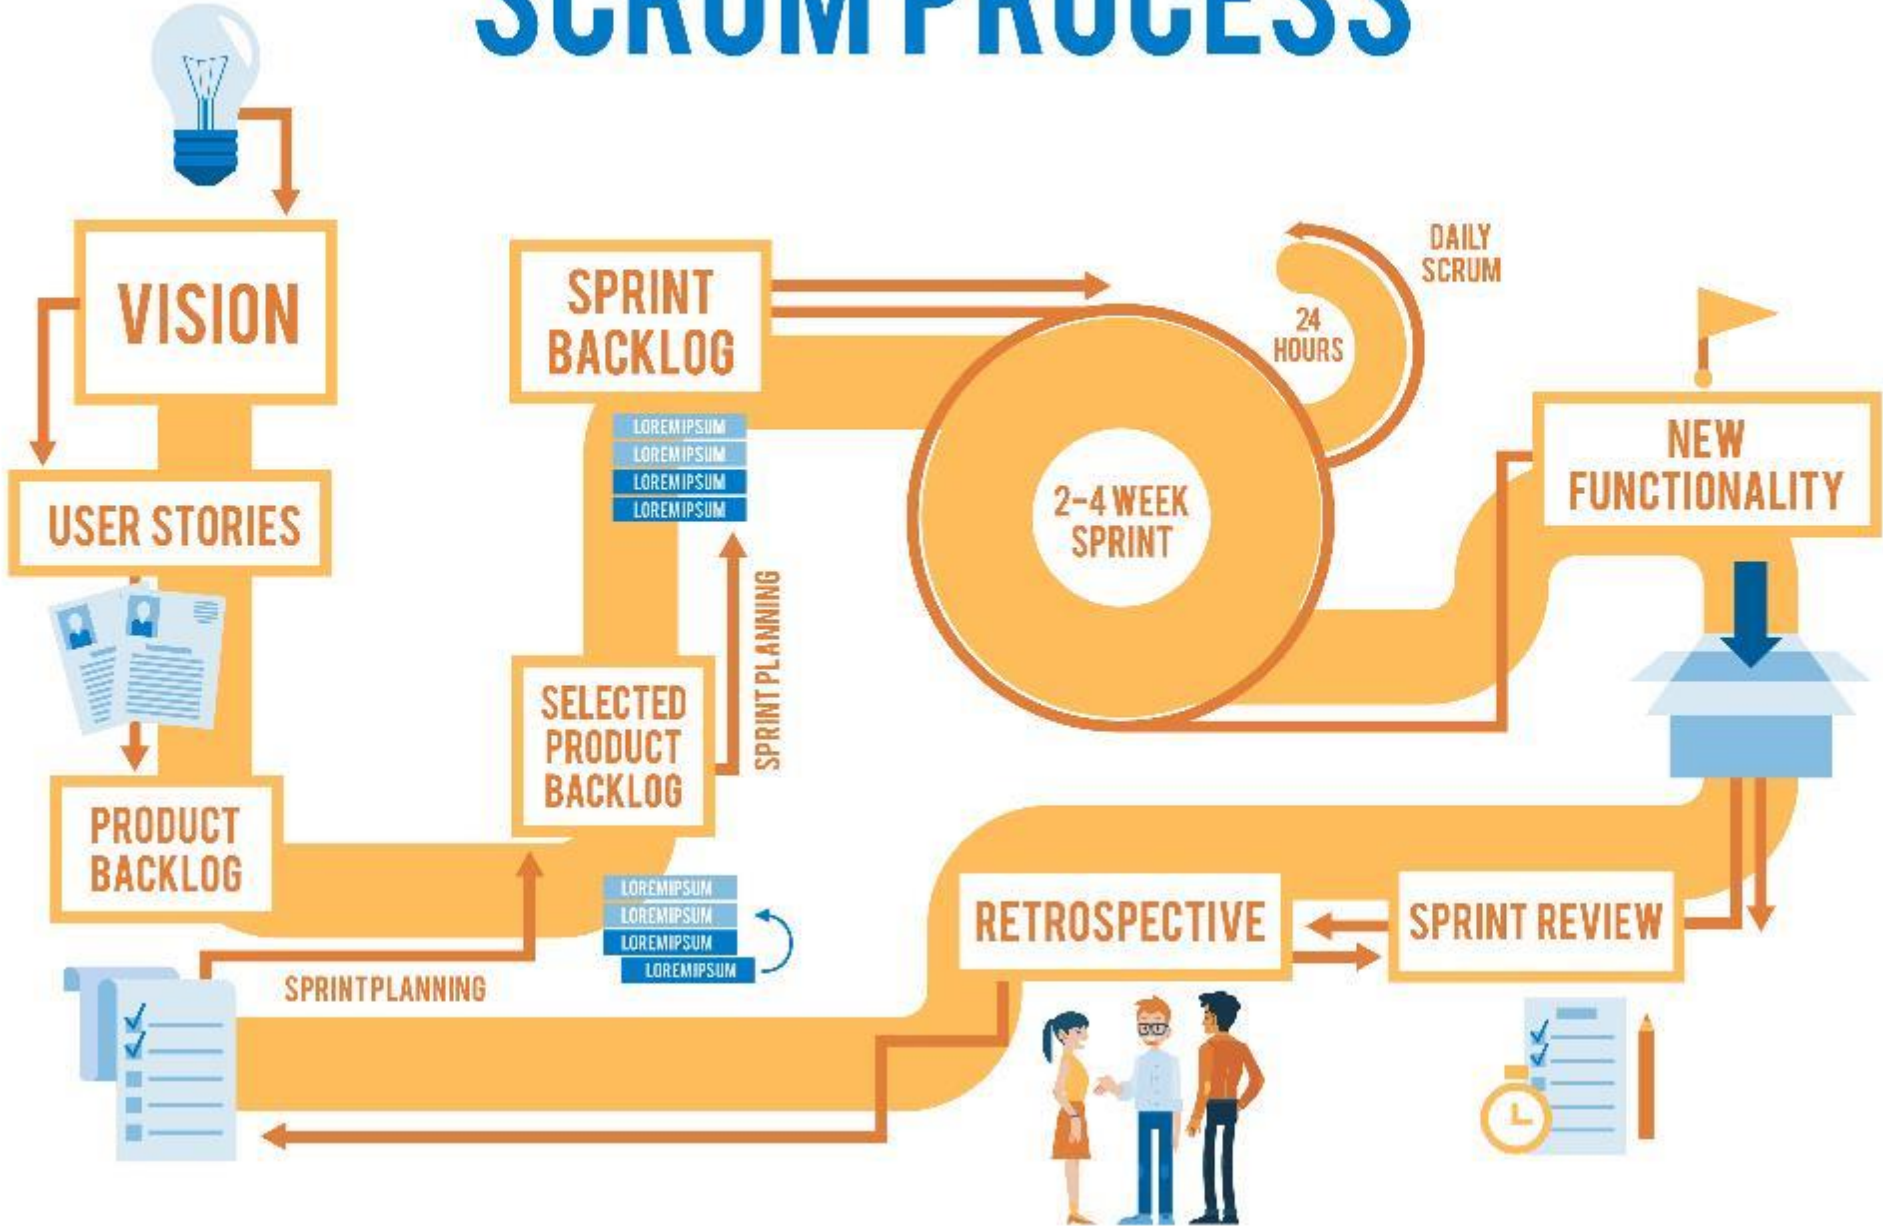 SCRUM PROCESS
VISION
USER STORIES
PRODUCT
BACKLOG
SPRINTPLANNING
SELECTED
PRODUCT
BACKLOG
LOREMIPSUM
LOREMIPSUM
LOREMIPSUM
LOREMIPSUM
SPRINT PLANNING
SPRINT
BACKLOG
LOREMIPSUM
LOREMIPSUM
LOREMIPSUM
LOREMIPSUM
2-4 WEEK
SPRINT
24
HOURS
DAILY
SCRUM
NEW
FUNCTIONALITY
SPRINT REVIEW
RETROSPECTIVE